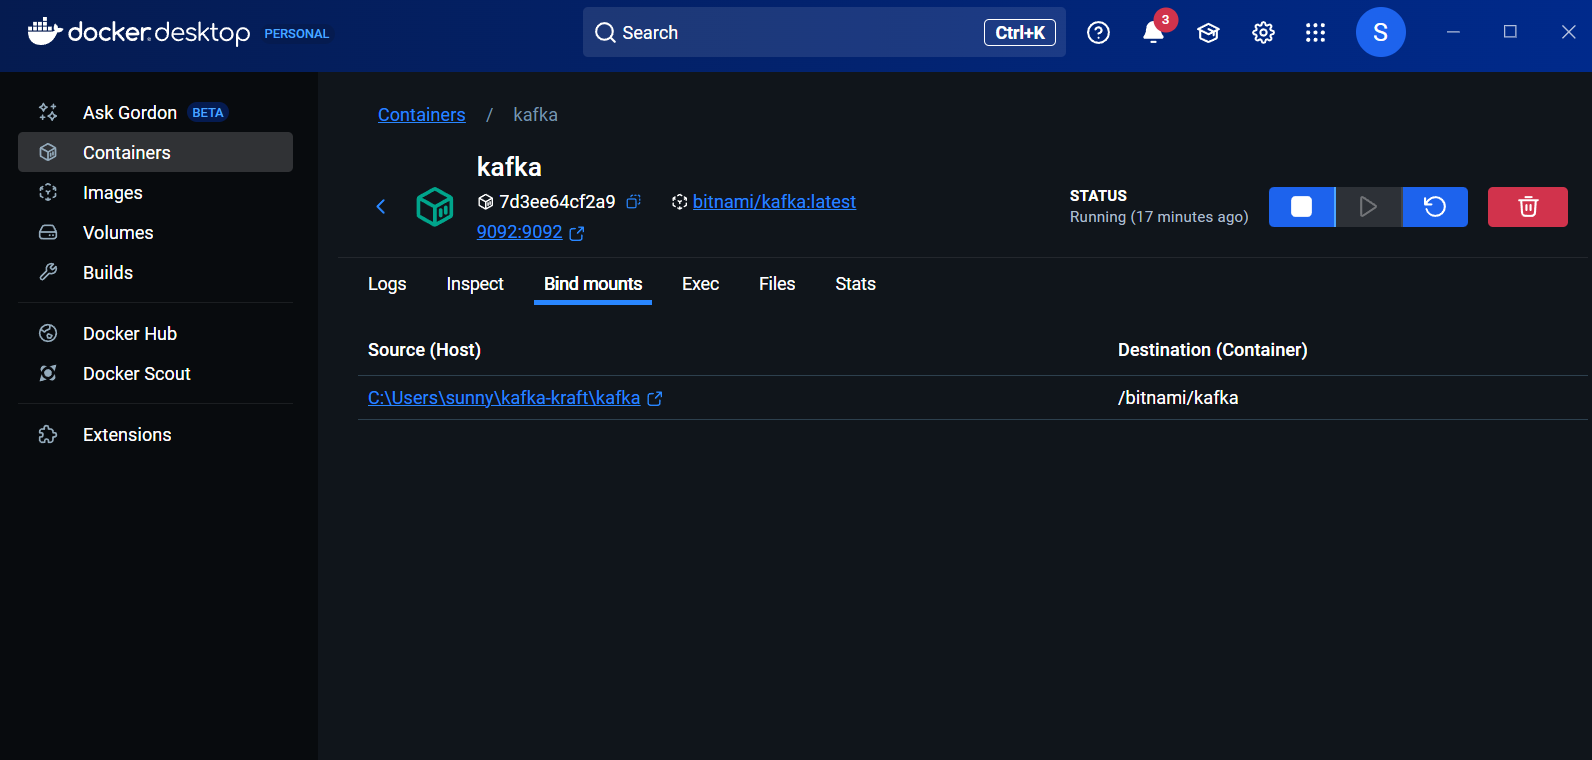 docker.desktop PERSONAL
Search Ctrl+K
3
S
Ask Gordon BETA
Containers
Images
Volumes
Builds
Docker Hub
Docker Scout
Extensions
Containers / kafka
kafka
7d3ee64cf2a9 bitnami/kafka:latest
9092:9092
STATUS
Running (17 minutes ago)
Logs Inspect Bind mounts Exec Files Stats
Source (Host) Destination (Container)
C:\Users\sunny\kafka-kraft\kafka /bitnami/kafka